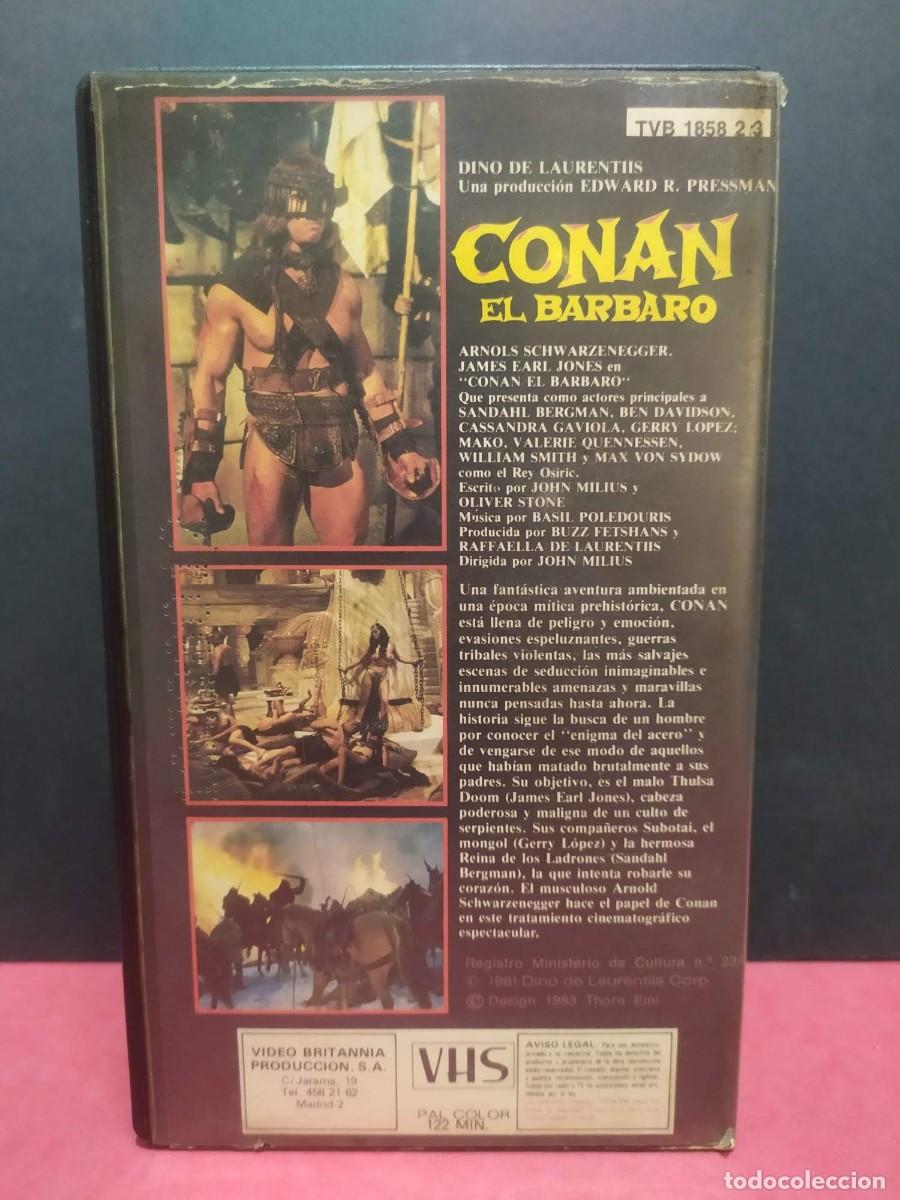 TVB 1858 2 3
DINO DE LAURENTIIS
Una producción EDWARD R. PRESSMAN
CONAN
EL BARBARO
ARNOLS SCHWARZENEGGER.
JAMES EARL JONES en
"CONAN EL BARBARO"
Que presenta como actores principales a
SANDAHL BERGMAN, BEN DAVIDSON,
CASSANDRA GAVIOLA, GERRY LOPEZ;
MAKO, VALERIE QUENNESSEN,
WILLIAM SMITH y MAX VON SYDOW
como el Rey Osiric.
Escrito por JOHN MILIUS y
OLIVER STONE
Música por BASIL POLEDOURIS
Producida por BUZZ FETSHANS y
RAFFAELLA DE LAURENTIIS
Dirigida por JOHN MILIUS
Una fantástica aventura ambientada en
una época mítica prehistórica, CONAN
está llena de peligro y emoción,
evasiones espeluznantes, guerras
tribales violentas, las más salvajes
escenas de seducción inimaginables e
innumerables amenazas y maravillas
nunca pensadas hasta ahora. La
historia sigue la busca de un hombre
por conocer el "enigma del acero" y
de vengarse de ese modo de aquellos
que habían matado brutalmente a sus
padres. Su objetivo, es el malo Thulsa
Doom (James Earl Jones), cabeza
poderosa y maligna de un culto de
serpientes. Sus compañeros Subotai, el
mongol (Gerry López) y la hermosa
Reina de los Ladrones (Sandahl
Bergman), la que intenta robarle su
corazón. El musculoso Arnold
Schwarzenegger hace el papel de Conan
en este tratamiento cinematográfico
espectacular.
Registro Ministerio de Cultura n.º
© 1981 Dino de Laurentiis Corp.
© Design 1983 Thorn Emi
VIDEO BRITANNIA
PRODUCCION, S.A.
C/Jarama, 19
Tel. 458 21 62
Madrid-2
VHS
PAL COLOR
122 MIN.
AVISO LEGAL Para uso doméstico,
privado y no comercial. Todos los derechos del
todocoleccion